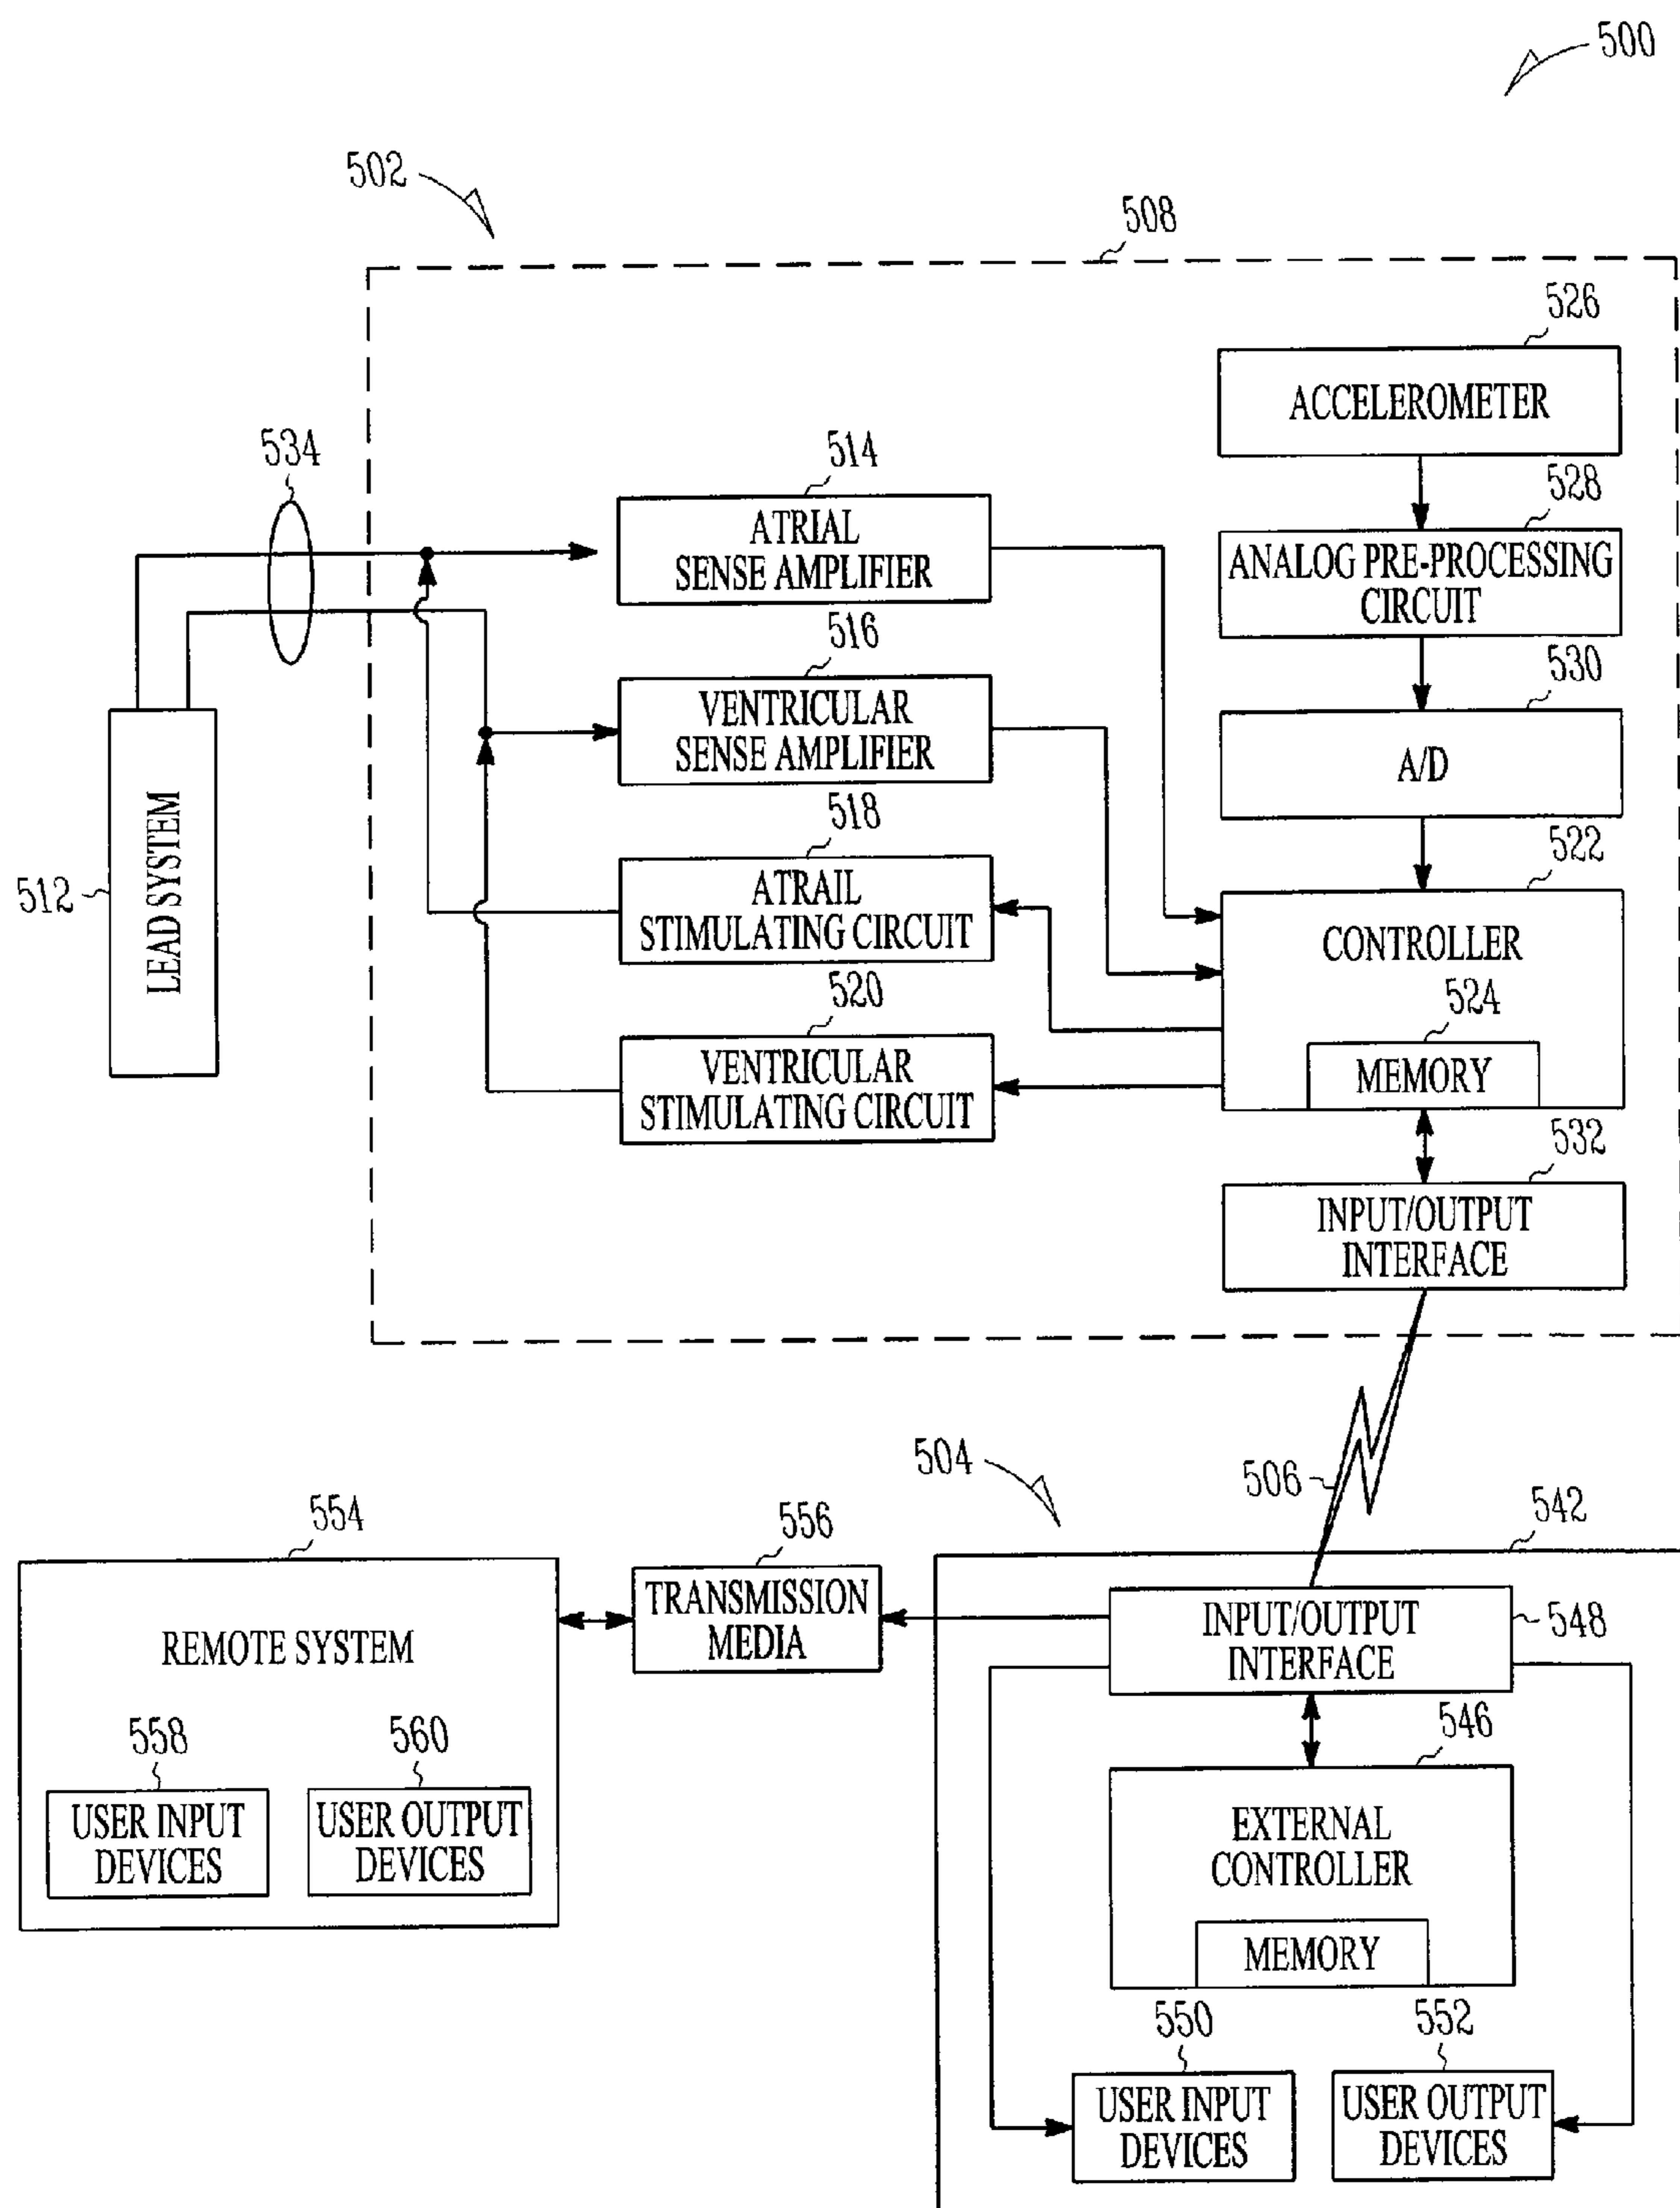 500
502
508
526
ACCELEROMETER
534
514
528
ATRIAL
SENSE AMPLIFIER
ANALOG PRE-PROCESSING
CIRCUIT
516
530
VENTRICULAR
SENSE AMPLIFIER
A/D
518
522
512
LEAD SYSTEM
ATRAIL
STIMULATING CIRCUIT
CONTROLLER
520
524
VENTRICULAR
STIMULATING CIRCUIT
MEMORY
532
INPUT/OUTPUT
INTERFACE
504
506
542
554
556
REMOTE SYSTEM
TRANSMISSION
MEDIA
INPUT/OUTPUT
INTERFACE
548
558
560
546
USER INPUT
DEVICES
USER OUTPUT
DEVICES
EXTERNAL
CONTROLLER
MEMORY
550
552
USER INPUT
DEVICES
USER OUTPUT
DEVICES